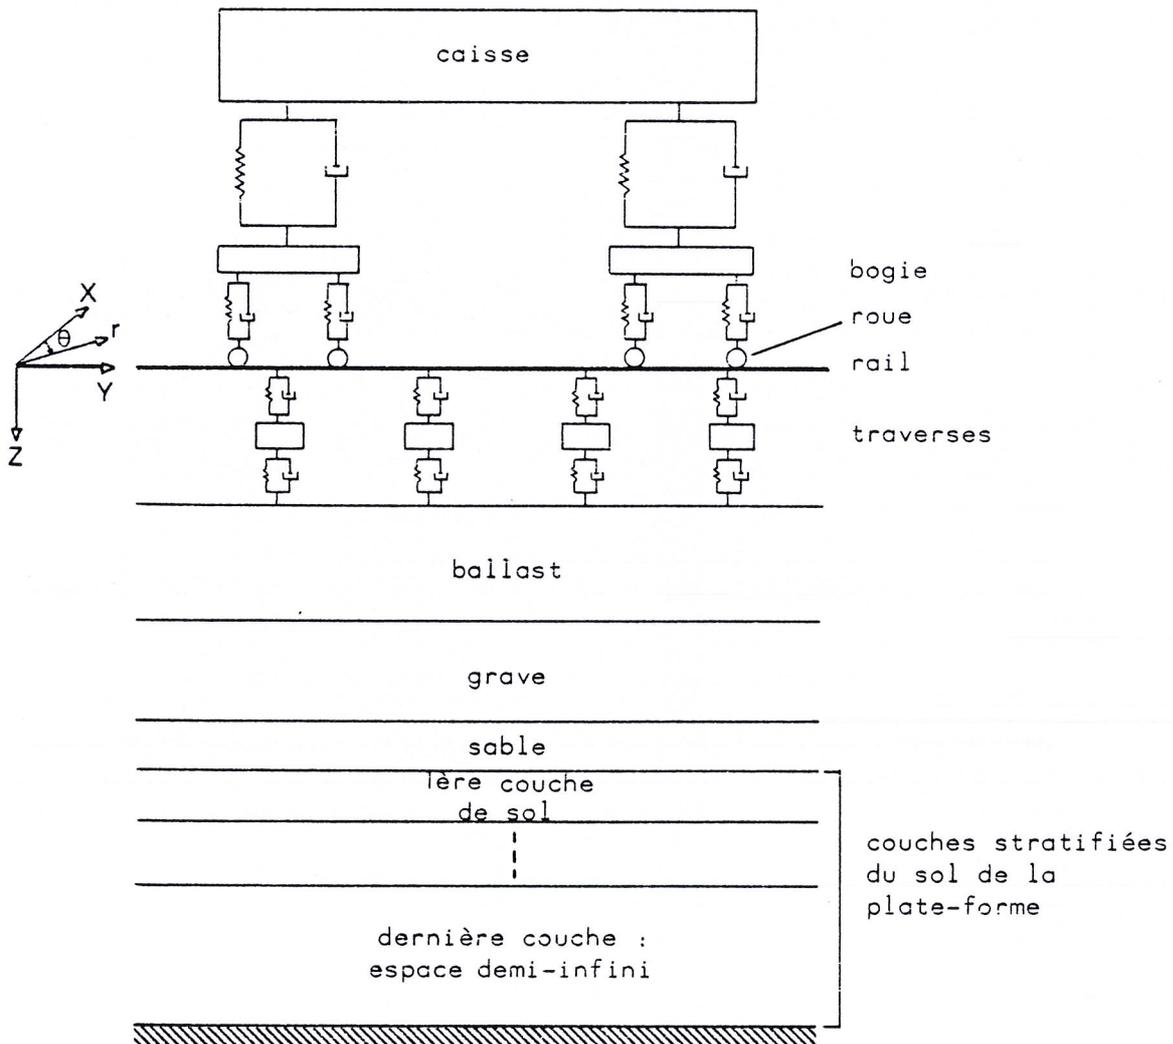 caisse
bogie
roue
rail
X
r
θ
Y
Z
traverses
ballast
grave
sable
1ère couche
de sol
couches stratifiées
du sol de la
plate-forme
dernière couche :
espace demi-infini